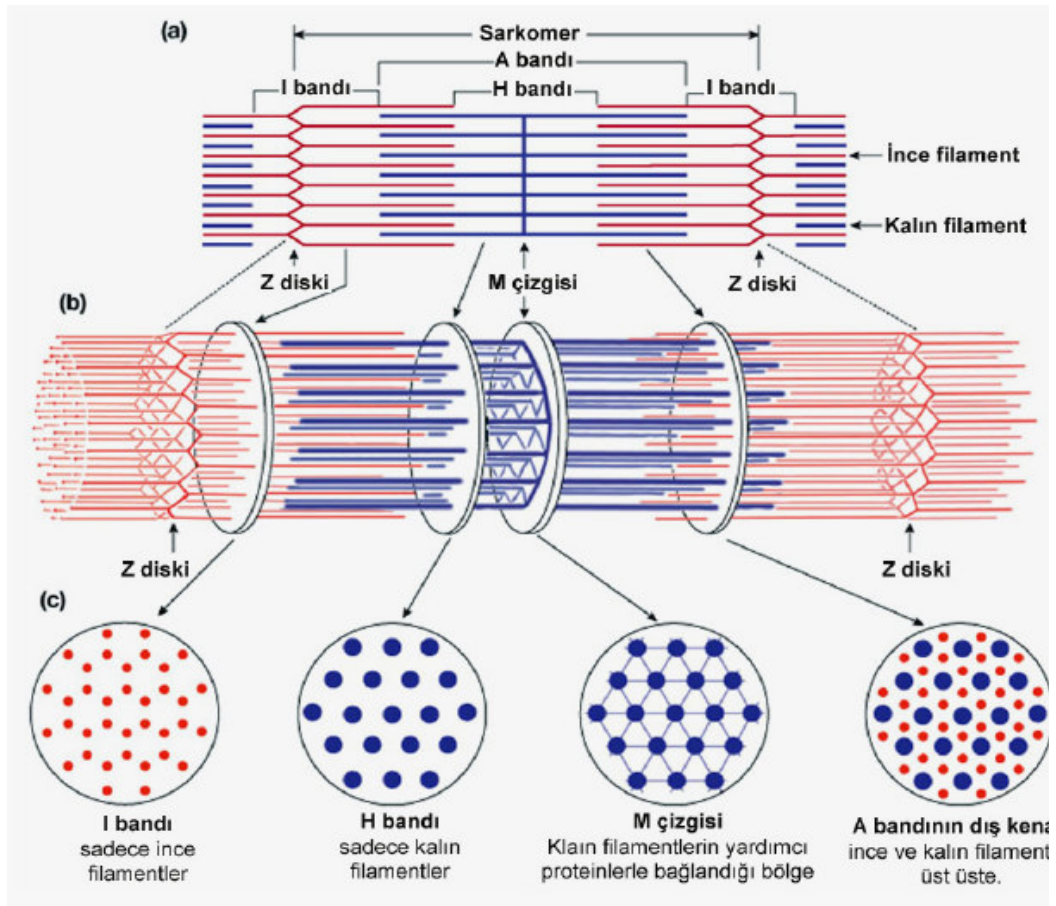 (a)
Sarkomer
A bandı
I bandı
H bandı
I bandı
İnce filament
Kalın filament
Z diski
M çizgisi
Z diski
(b)
Z diski
Z diski
(c)
I bandı
sadece ince
filamentler
H bandı
sadece kalın
filamentler
M çizgisi
Klaın filamentlerin yardımcı
proteinlerle bağlandığı bölge
A bandının dış kena
ince ve kalın filament
üst üste.